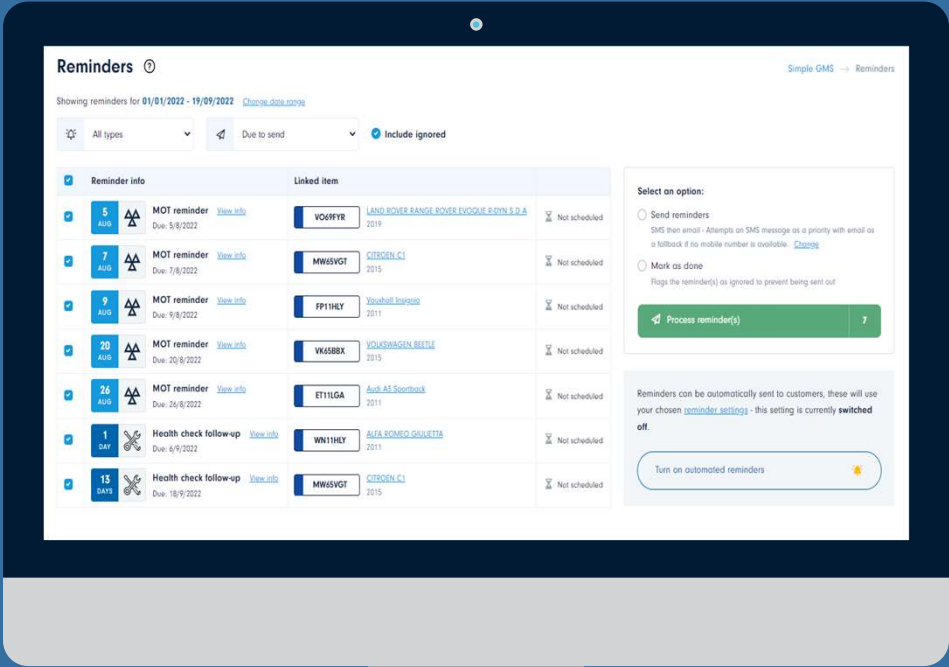 Reminders ?
Simple GMS → Reminders
Showing reminders for 01/01/2022 - 19/09/2022 Change date range
All types
Due to send
Include ignored
Reminder info
Linked item
5 AUG
MOT reminder View info
Due: 5/8/2022
VO69FYR
LAND ROVER RANGE ROVER EVOQUE R-DYN S D A
2019
Not scheduled
7 AUG
MOT reminder View info
Due: 7/8/2022
MW65VGT
CITROEN C1
2015
Not scheduled
9 AUG
MOT reminder View info
Due: 9/8/2022
FP11HLY
Vauxhall Insignia
2011
Not scheduled
20 AUG
MOT reminder View info
Due: 20/8/2022
VK65BBX
VOLKSWAGEN BEETLE
2015
Not scheduled
26 AUG
MOT reminder View info
Due: 26/8/2022
ET11LGA
Audi A3 Sportback
2011
Not scheduled
1 DAY
Health check follow-up View info
Due: 6/9/2022
WN11HLY
ALFA ROMEO GIULIETTA
2011
Not scheduled
13 DAYS
Health check follow-up View info
Due: 18/9/2022
MW65VGT
CITROEN C1
2015
Not scheduled
Select an option:
Send reminders
SMS then email - Attempts an SMS message as a priority with email as
a fallback if no mobile number is available. Change
Mark as done
Flags the reminder(s) as ignored to prevent being sent out
Process reminder(s) 7
Reminders can be automatically sent to customers, these will use
your chosen reminder settings - this setting is currently switched
off.
Turn on automated reminders